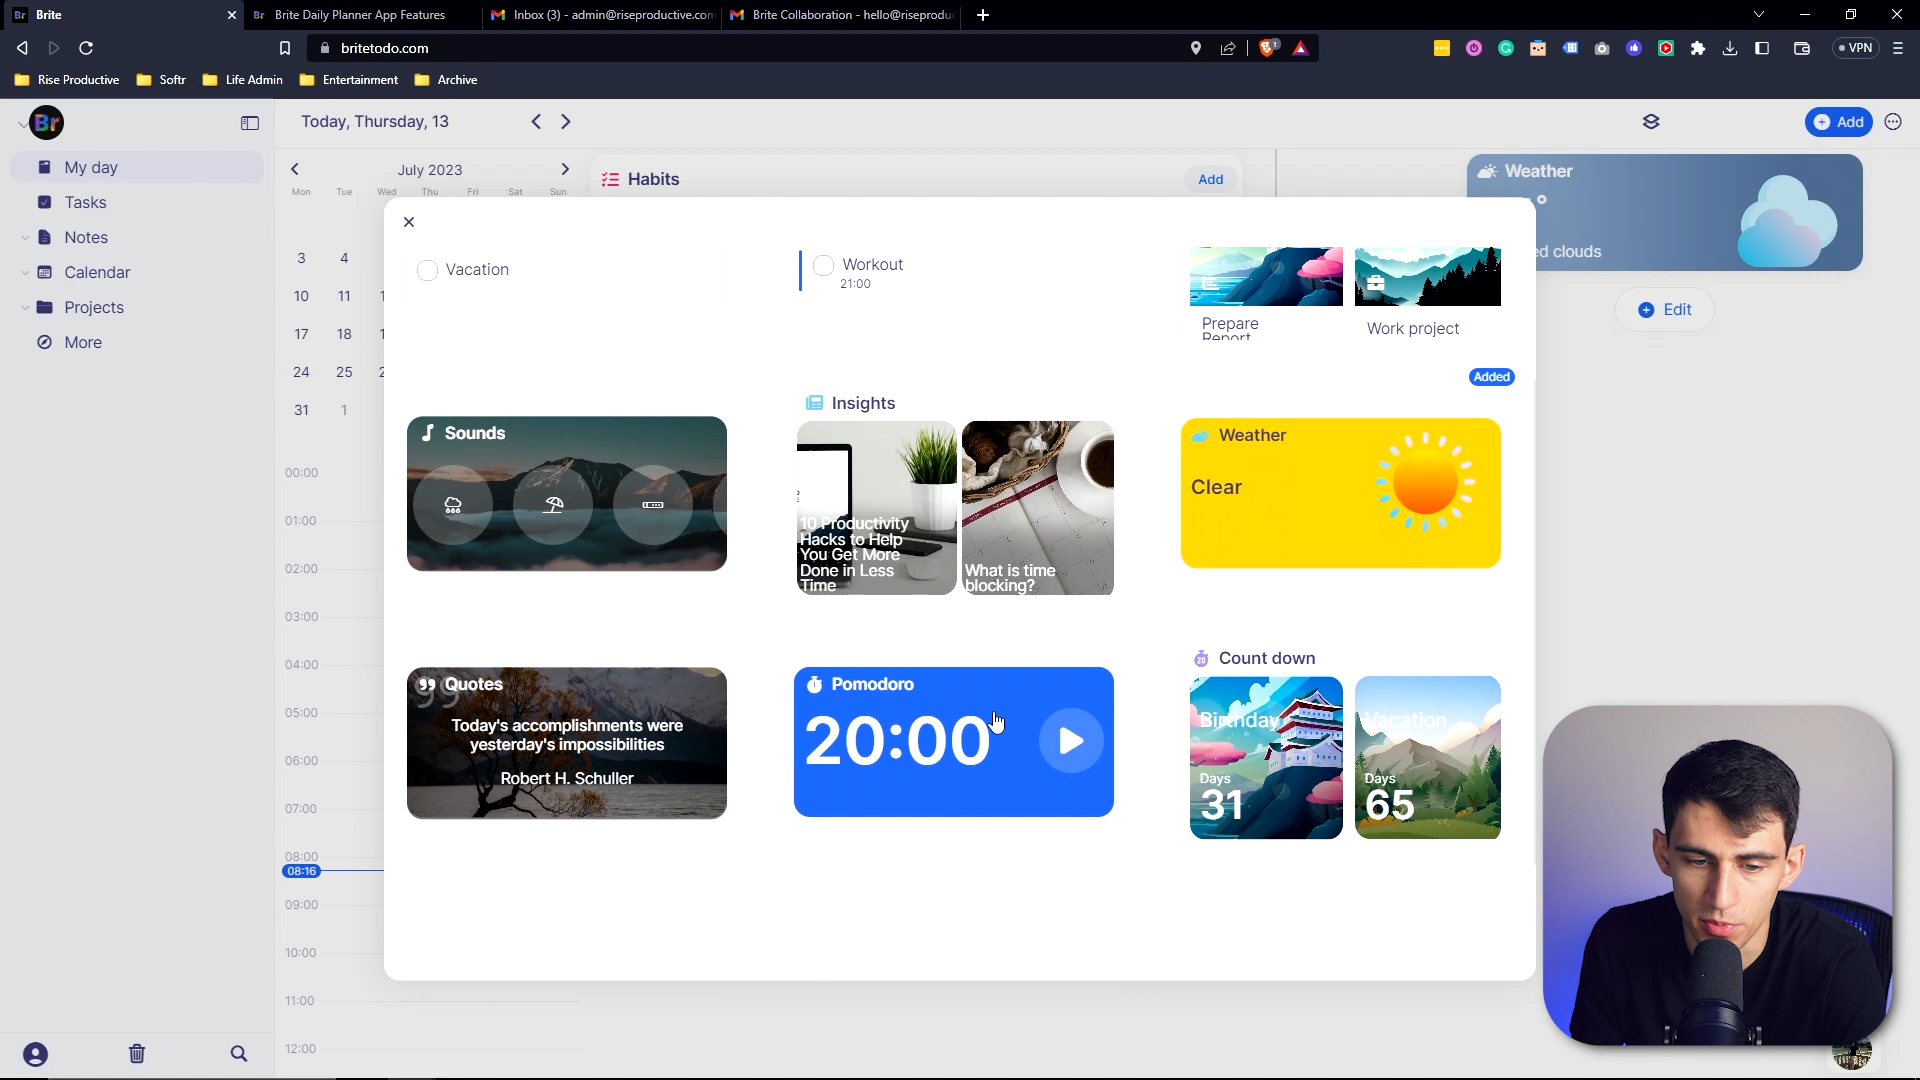 Br Brite
Br Brite Daily Planner App Features
Inbox (3) - admin@riseproductive.com
Brite Collaboration - hello@riseproduc
britetodo.com
VPN
Rise Productive
Softr
Life Admin
Entertainment
Archive
Br
My day
Tasks
Notes
Calendar
Projects
More
Today, Thursday, 13
Add
July 2023
Mon Tue Wed Thu Fri Sat Sun
3 4
10 11 1
17 18 1
24 25 2
31 1
00:00
01:00
02:00
03:00
04:00
05:00
06:00
07:00
08:00
08:16
09:00
10:00
11:00
12:00
Habits
Add
Weather
ed clouds
Edit
Vacation
Workout
21:00
Prepare
Report
Work project
Added
Sounds
Insights
10 Productivity
Hacks to Help
You Get More
Done in Less
Time
What is time
blocking?
Weather
Clear
Quotes
Today's accomplishments were
yesterday's impossibilities
Robert H. Schuller
Pomodoro
20:00
Count down
Birthday
Days
31
Vacation
Days
65